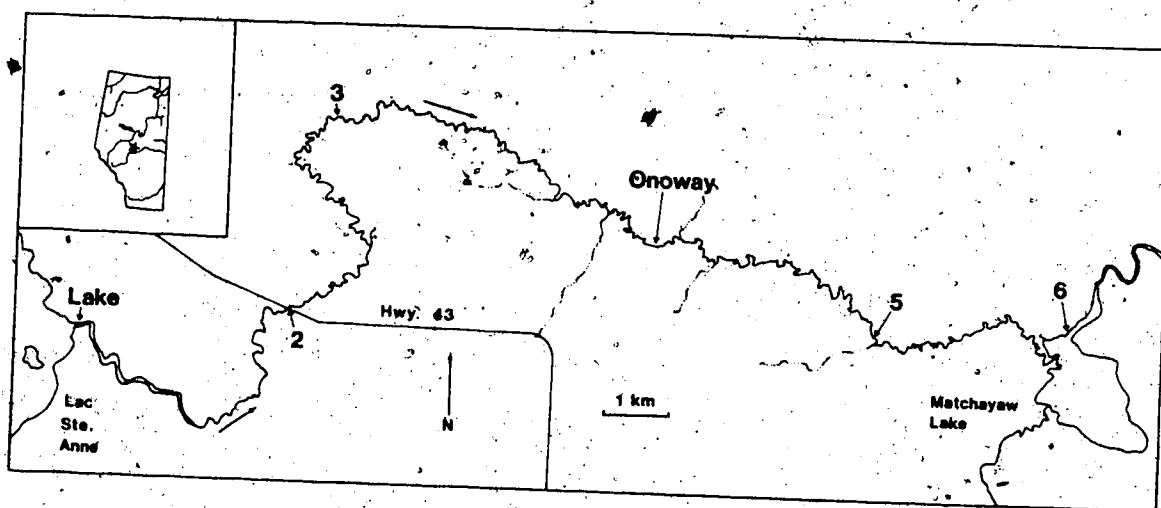 3
Onoway
Lake
2
Hwy. 43
5
6
1 km
N
Lac
Ste.
Anne
Matchayaw
Lake